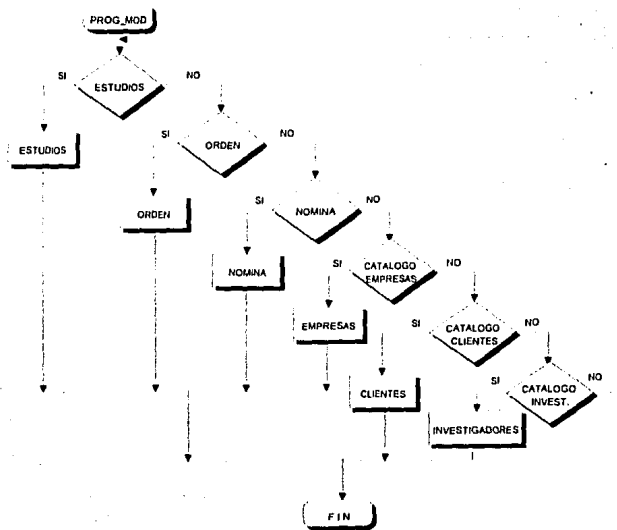 PROG_MOD
SI
ESTUDIOS
NO
ESTUDIOS
SI
ORDEN
NO
ORDEN
SI
NOMINA
NO
NOMINA
SI
CATALOGO
EMPRESAS
NO
EMPRESAS
SI
CATALOGO
CLIENTES
NO
CLIENTES
SI
CATALOGO
INVEST.
NO
INVESTIGADORES
FIN